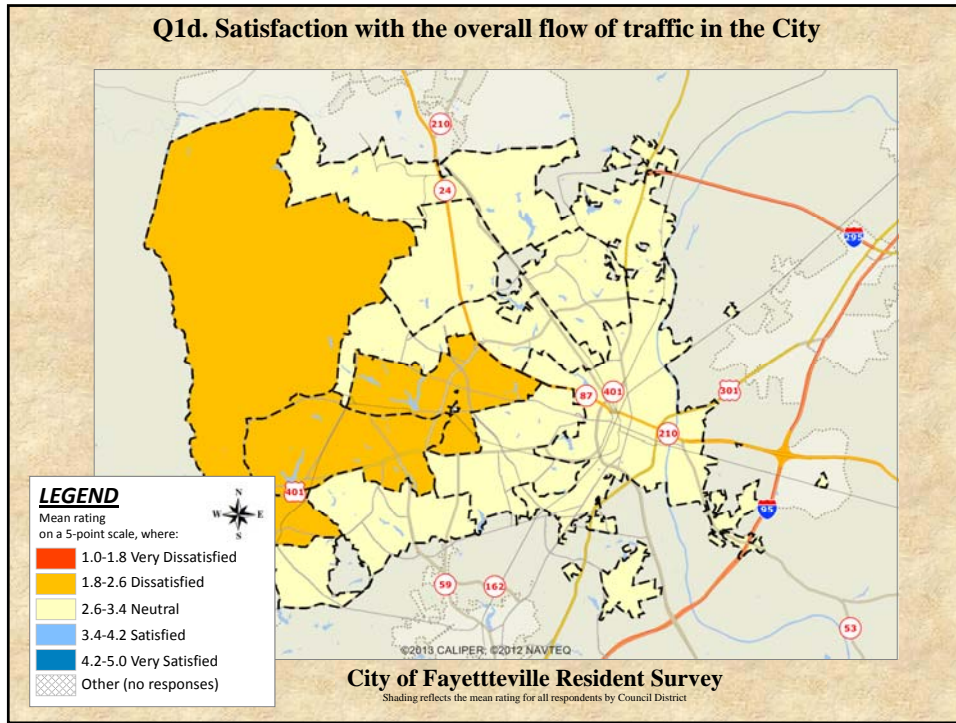 Q1d. Satisfaction with the overall flow of traffic in the City
210
24
295
87
401
301
210
401
95
59
162
53
LEGEND
Mean rating
on a 5-point scale, where:
N
W E
S
1.0-1.8 Very Dissatisfied
1.8-2.6 Dissatisfied
2.6-3.4 Neutral
3.4-4.2 Satisfied
4.2-5.0 Very Satisfied
Other (no responses)
©2013 CALIPER; ©2012 NAVTEQ
City of Fayettteville Resident Survey
Shading reflects the mean rating for all respondents by Council District